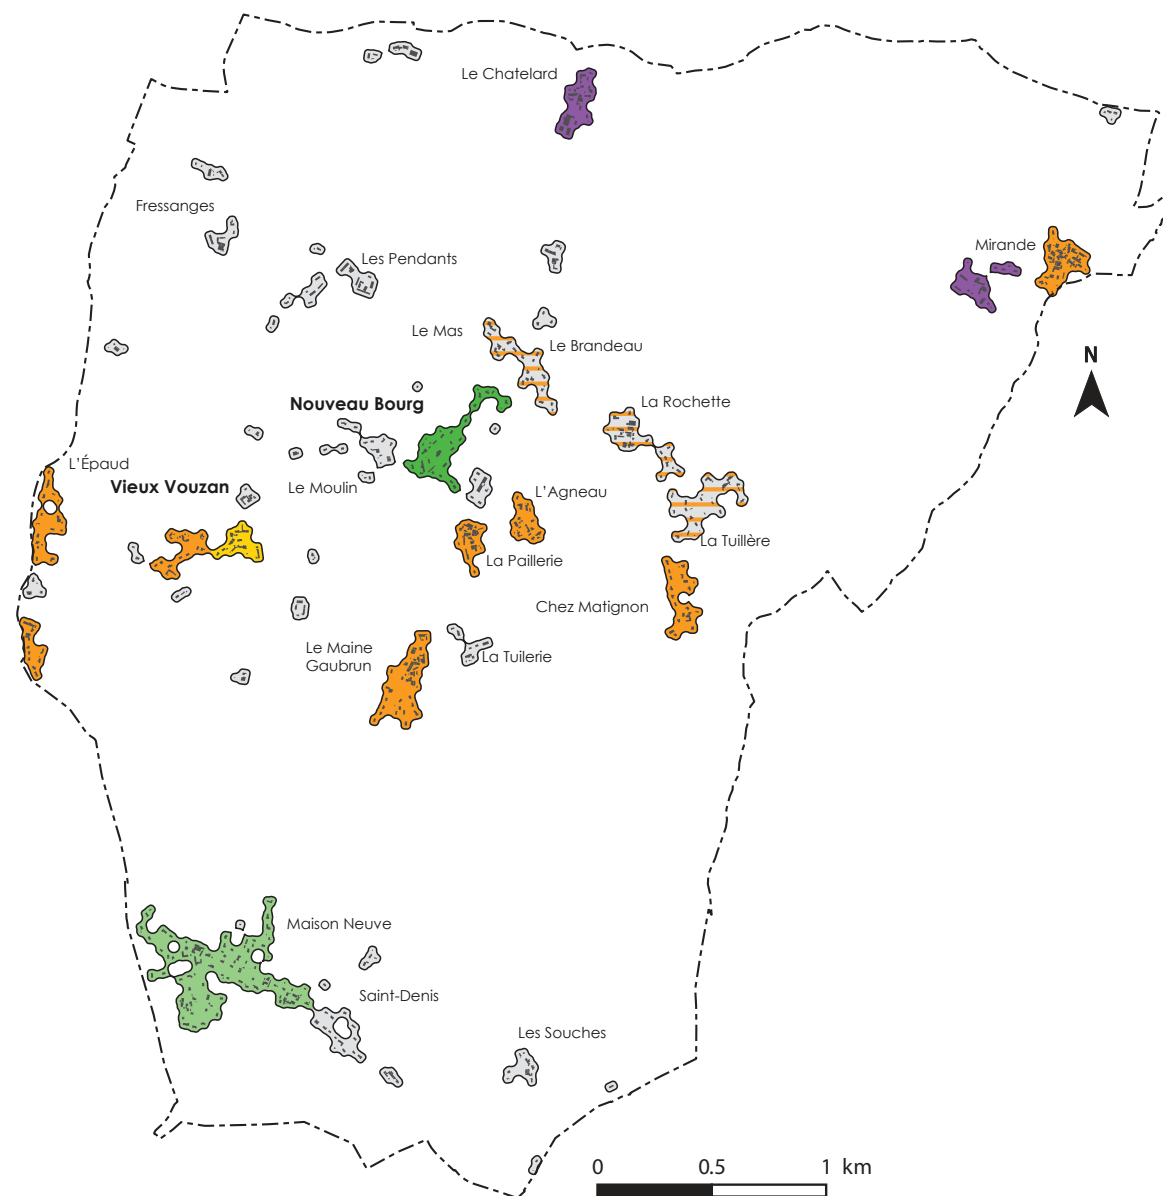 Le Chatelard
Fressanges
Mirande
Les Pendants
Le Mas
Le Brandeau
N
Nouveau Bourg
La Rochette
L'Épaud
Vieux Vouzan
Le Moulin
L'Agneau
La Tuillère
La Paillerie
Chez Matignon
Le Maine
Gaubrun
La Tuilerie
Maison Neuve
Saint-Denis
Les Souches
0 0.5 1 km